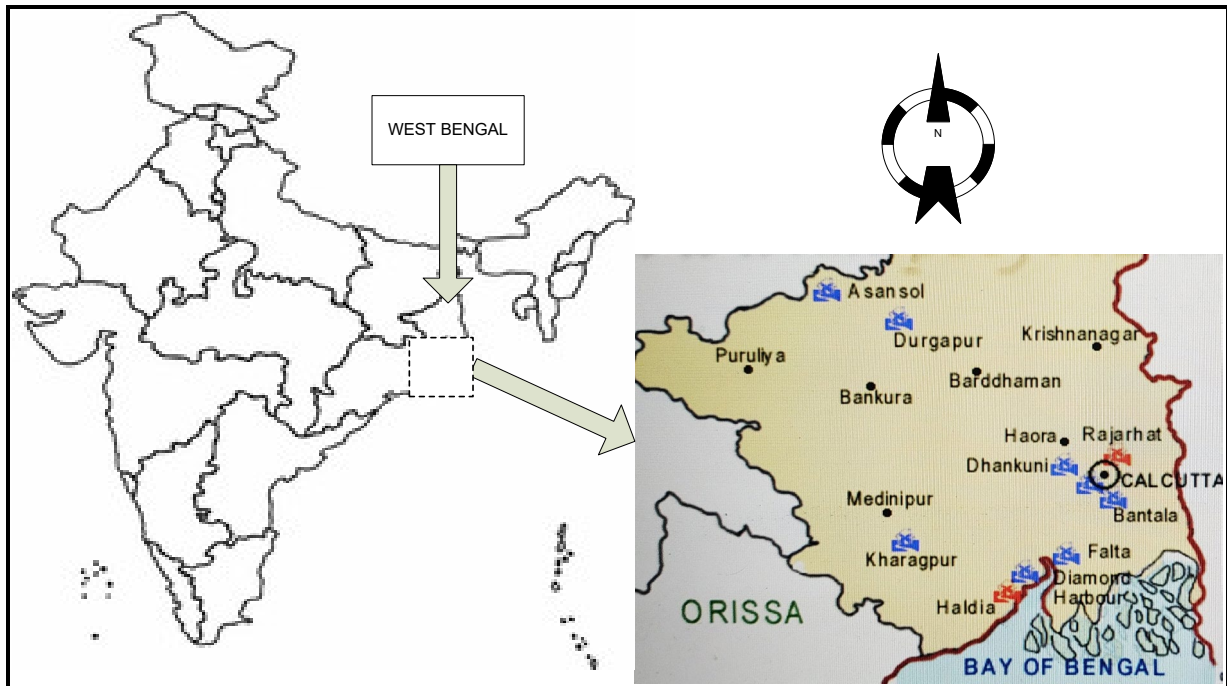 WEST BENGAL
N
Asansol
Durgapur
Krishnanagar
Puruliya
Barddhaman
Bankura
Haora
Rajarhat
Dhankuni
CALCUTTA
Medinipur
Bantala
Kharagpur
Falta
Diamond
Harbour
Haldia
ORISSA
BAY OF BENGAL